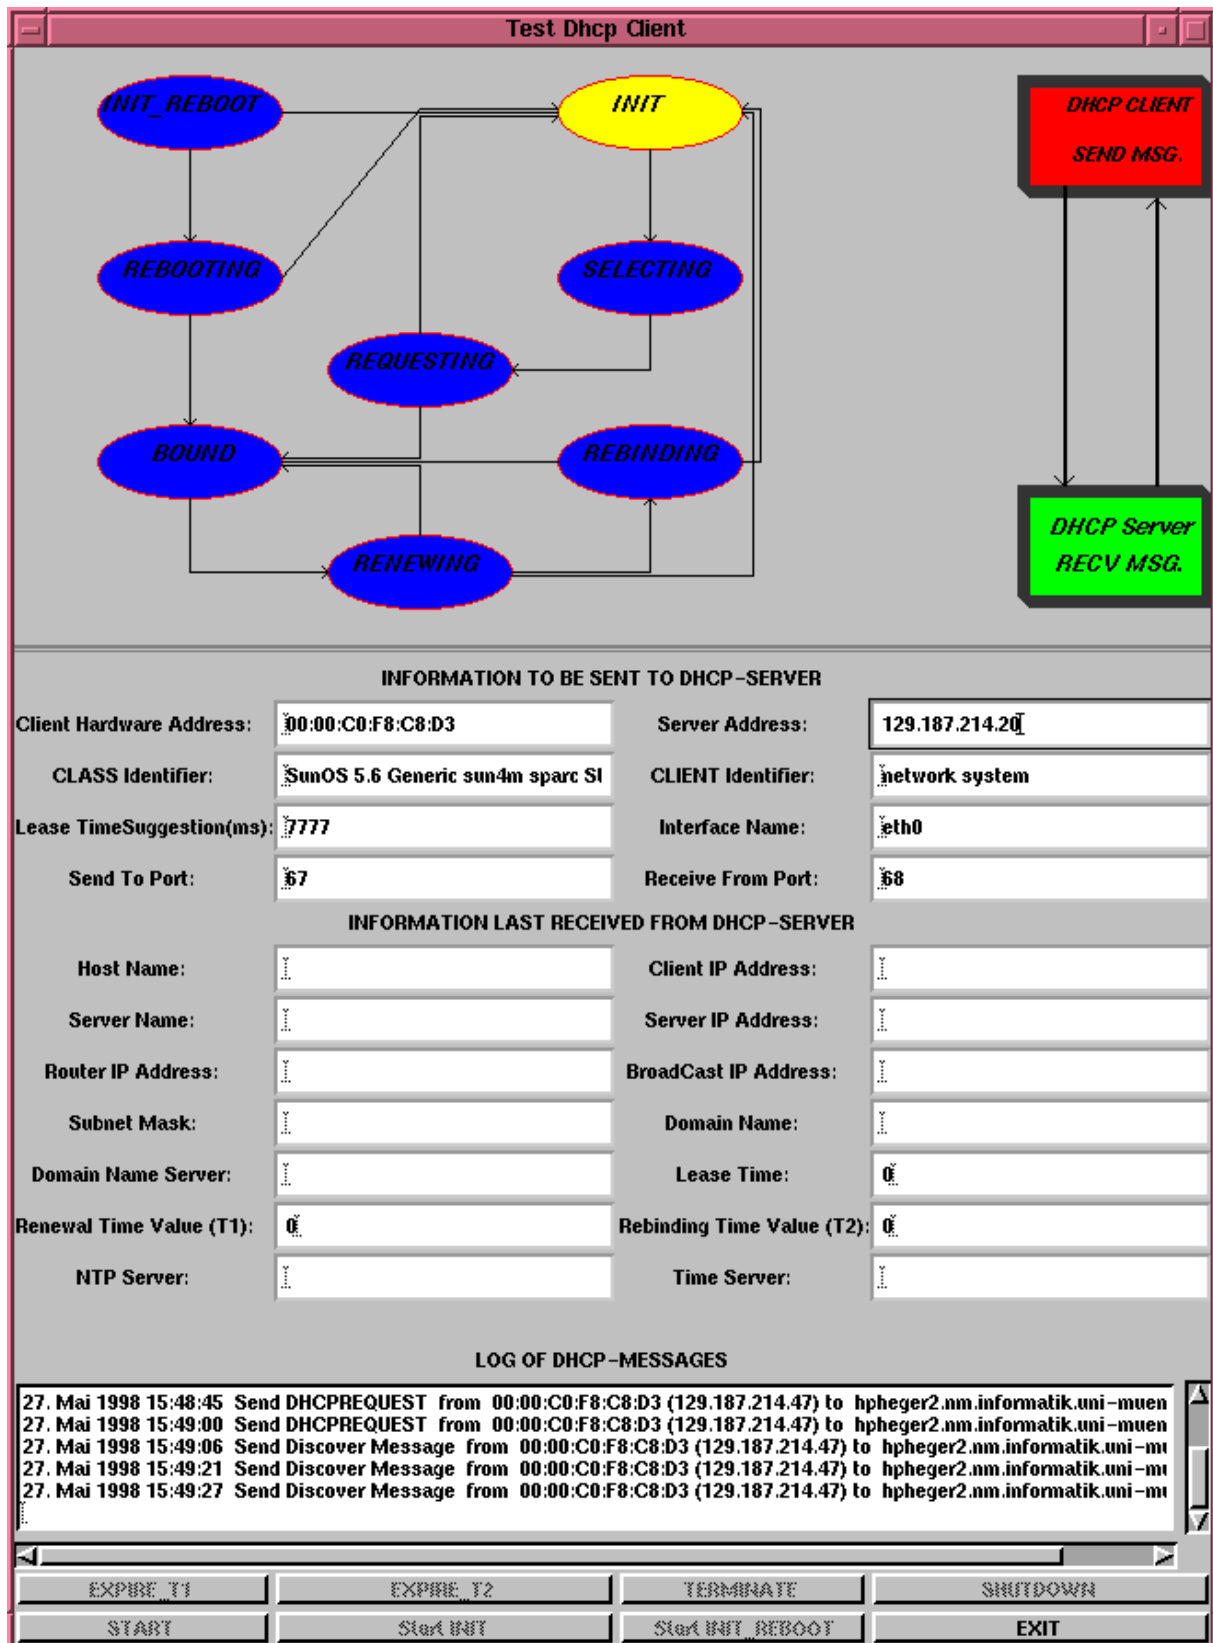 Test Dhcp Client
INIT_REBOOT
INIT
DHCP CLIENT
SEND MSG.
REBOOTING
SELECTING
REQUESTING
BOUND
REBINDING
RENEWING
DHCP Server
RECV MSG.
INFORMATION TO BE SENT TO DHCP-SERVER
Client Hardware Address: 00:00:C0:F8:C8:D3 Server Address: 129.187.214.20
CLASS Identifier: SunOS 5.6 Generic sun4m sparc CLIENT Identifier: network system
Lease TimeSuggestion(ms): 7777 Interface Name: eth0
Send To Port: 67 Receive From Port: 68
INFORMATION LAST RECEIVED FROM DHCP-SERVER
Host Name: Client IP Address:
Server Name: Server IP Address:
Router IP Address: BroadCast IP Address:
Subnet Mask: Domain Name:
Domain Name Server: Lease Time: 0
Renewal Time Value (T1): 0 Rebinding Time Value (T2): 0
NTP Server: Time Server:
LOG OF DHCP-MESSAGES
27. Mai 1998 15:48:45 Send DHCPREQUEST from 00:00:C0:F8:C8:D3 (129.187.214.47) to hpheger2.nm.informatik.uni-muen
27. Mai 1998 15:49:00 Send DHCPREQUEST from 00:00:C0:F8:C8:D3 (129.187.214.47) to hpheger2.nm.informatik.uni-muen
27. Mai 1998 15:49:06 Send Discover Message from 00:00:C0:F8:C8:D3 (129.187.214.47) to hpheger2.nm.informatik.uni-mu
27. Mai 1998 15:49:21 Send Discover Message from 00:00:C0:F8:C8:D3 (129.187.214.47) to hpheger2.nm.informatik.uni-mu
27. Mai 1998 15:49:27 Send Discover Message from 00:00:C0:F8:C8:D3 (129.187.214.47) to hpheger2.nm.informatik.uni-mu
EXPIRE_T1 EXPIRE_T2 TERMINATE SHUTDOWN
START Start INIT Start INIT_REBOOT EXIT